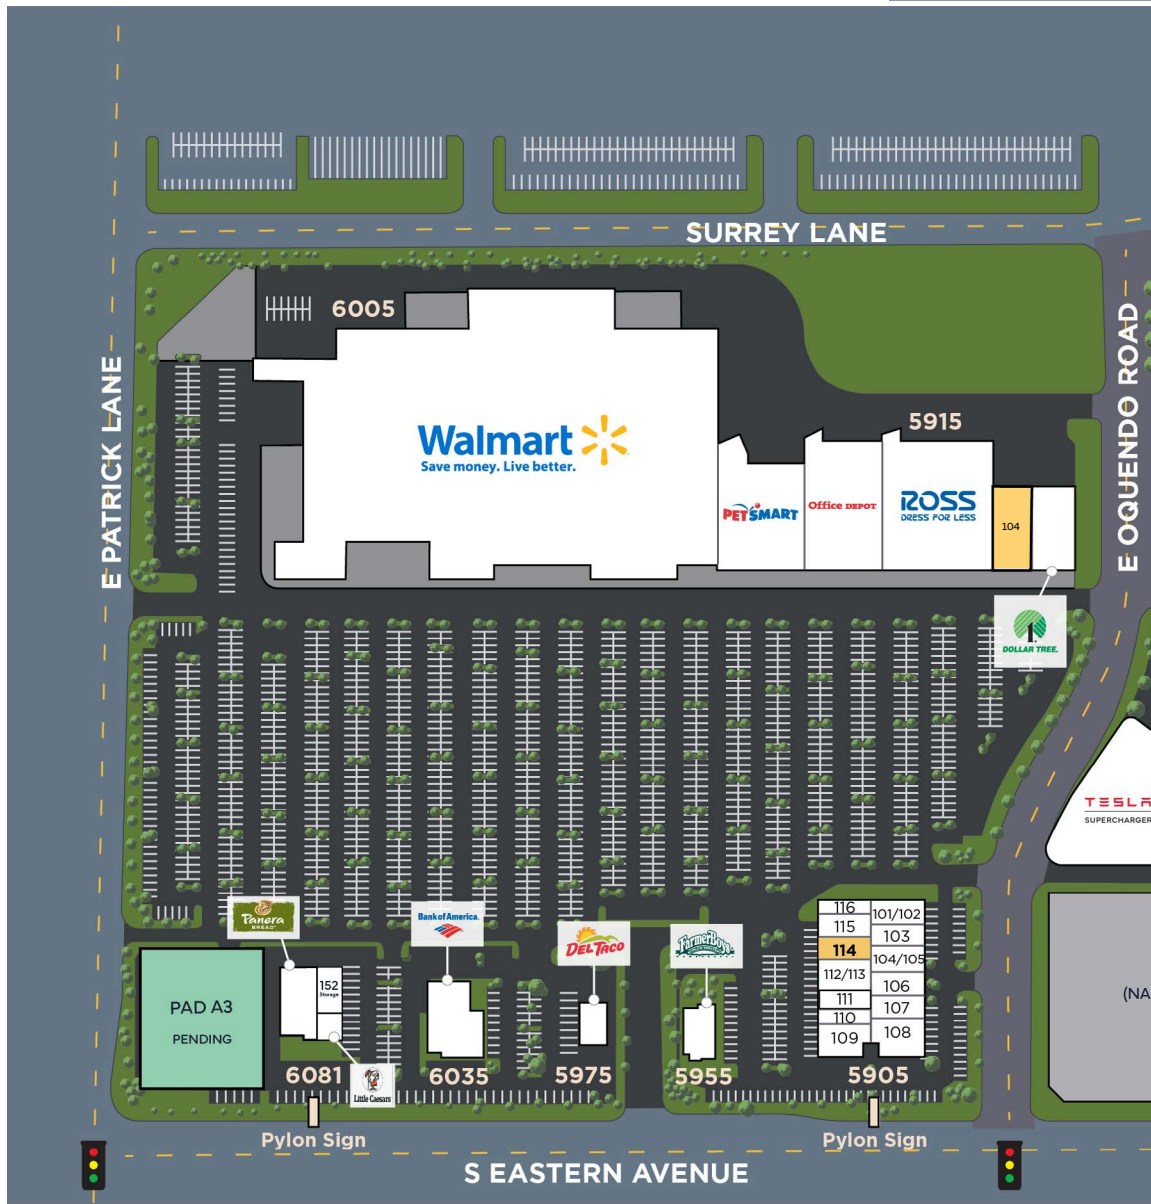 SURREY LANE
6005
E PATRICK LANE
E OQUENDO ROAD
5915
Walmart
Save money. Live better.
PETSMART
Office DEPOT
ROSS
DRESS FOR LESS
104
1
DOLLAR TREE.
TESLA
SUPERCHARGER
Panera
BREAD
Bank of America.
DEL TACO
FarmerBoys
116
115
114
112/113
111
110
109
101/102
103
104/105
106
107
108
152
Storage
PAD A3
PENDING
(NA
6081
6035
5975
5955
5905
Little Caesars
Pylon Sign
Pylon Sign
S EASTERN AVENUE